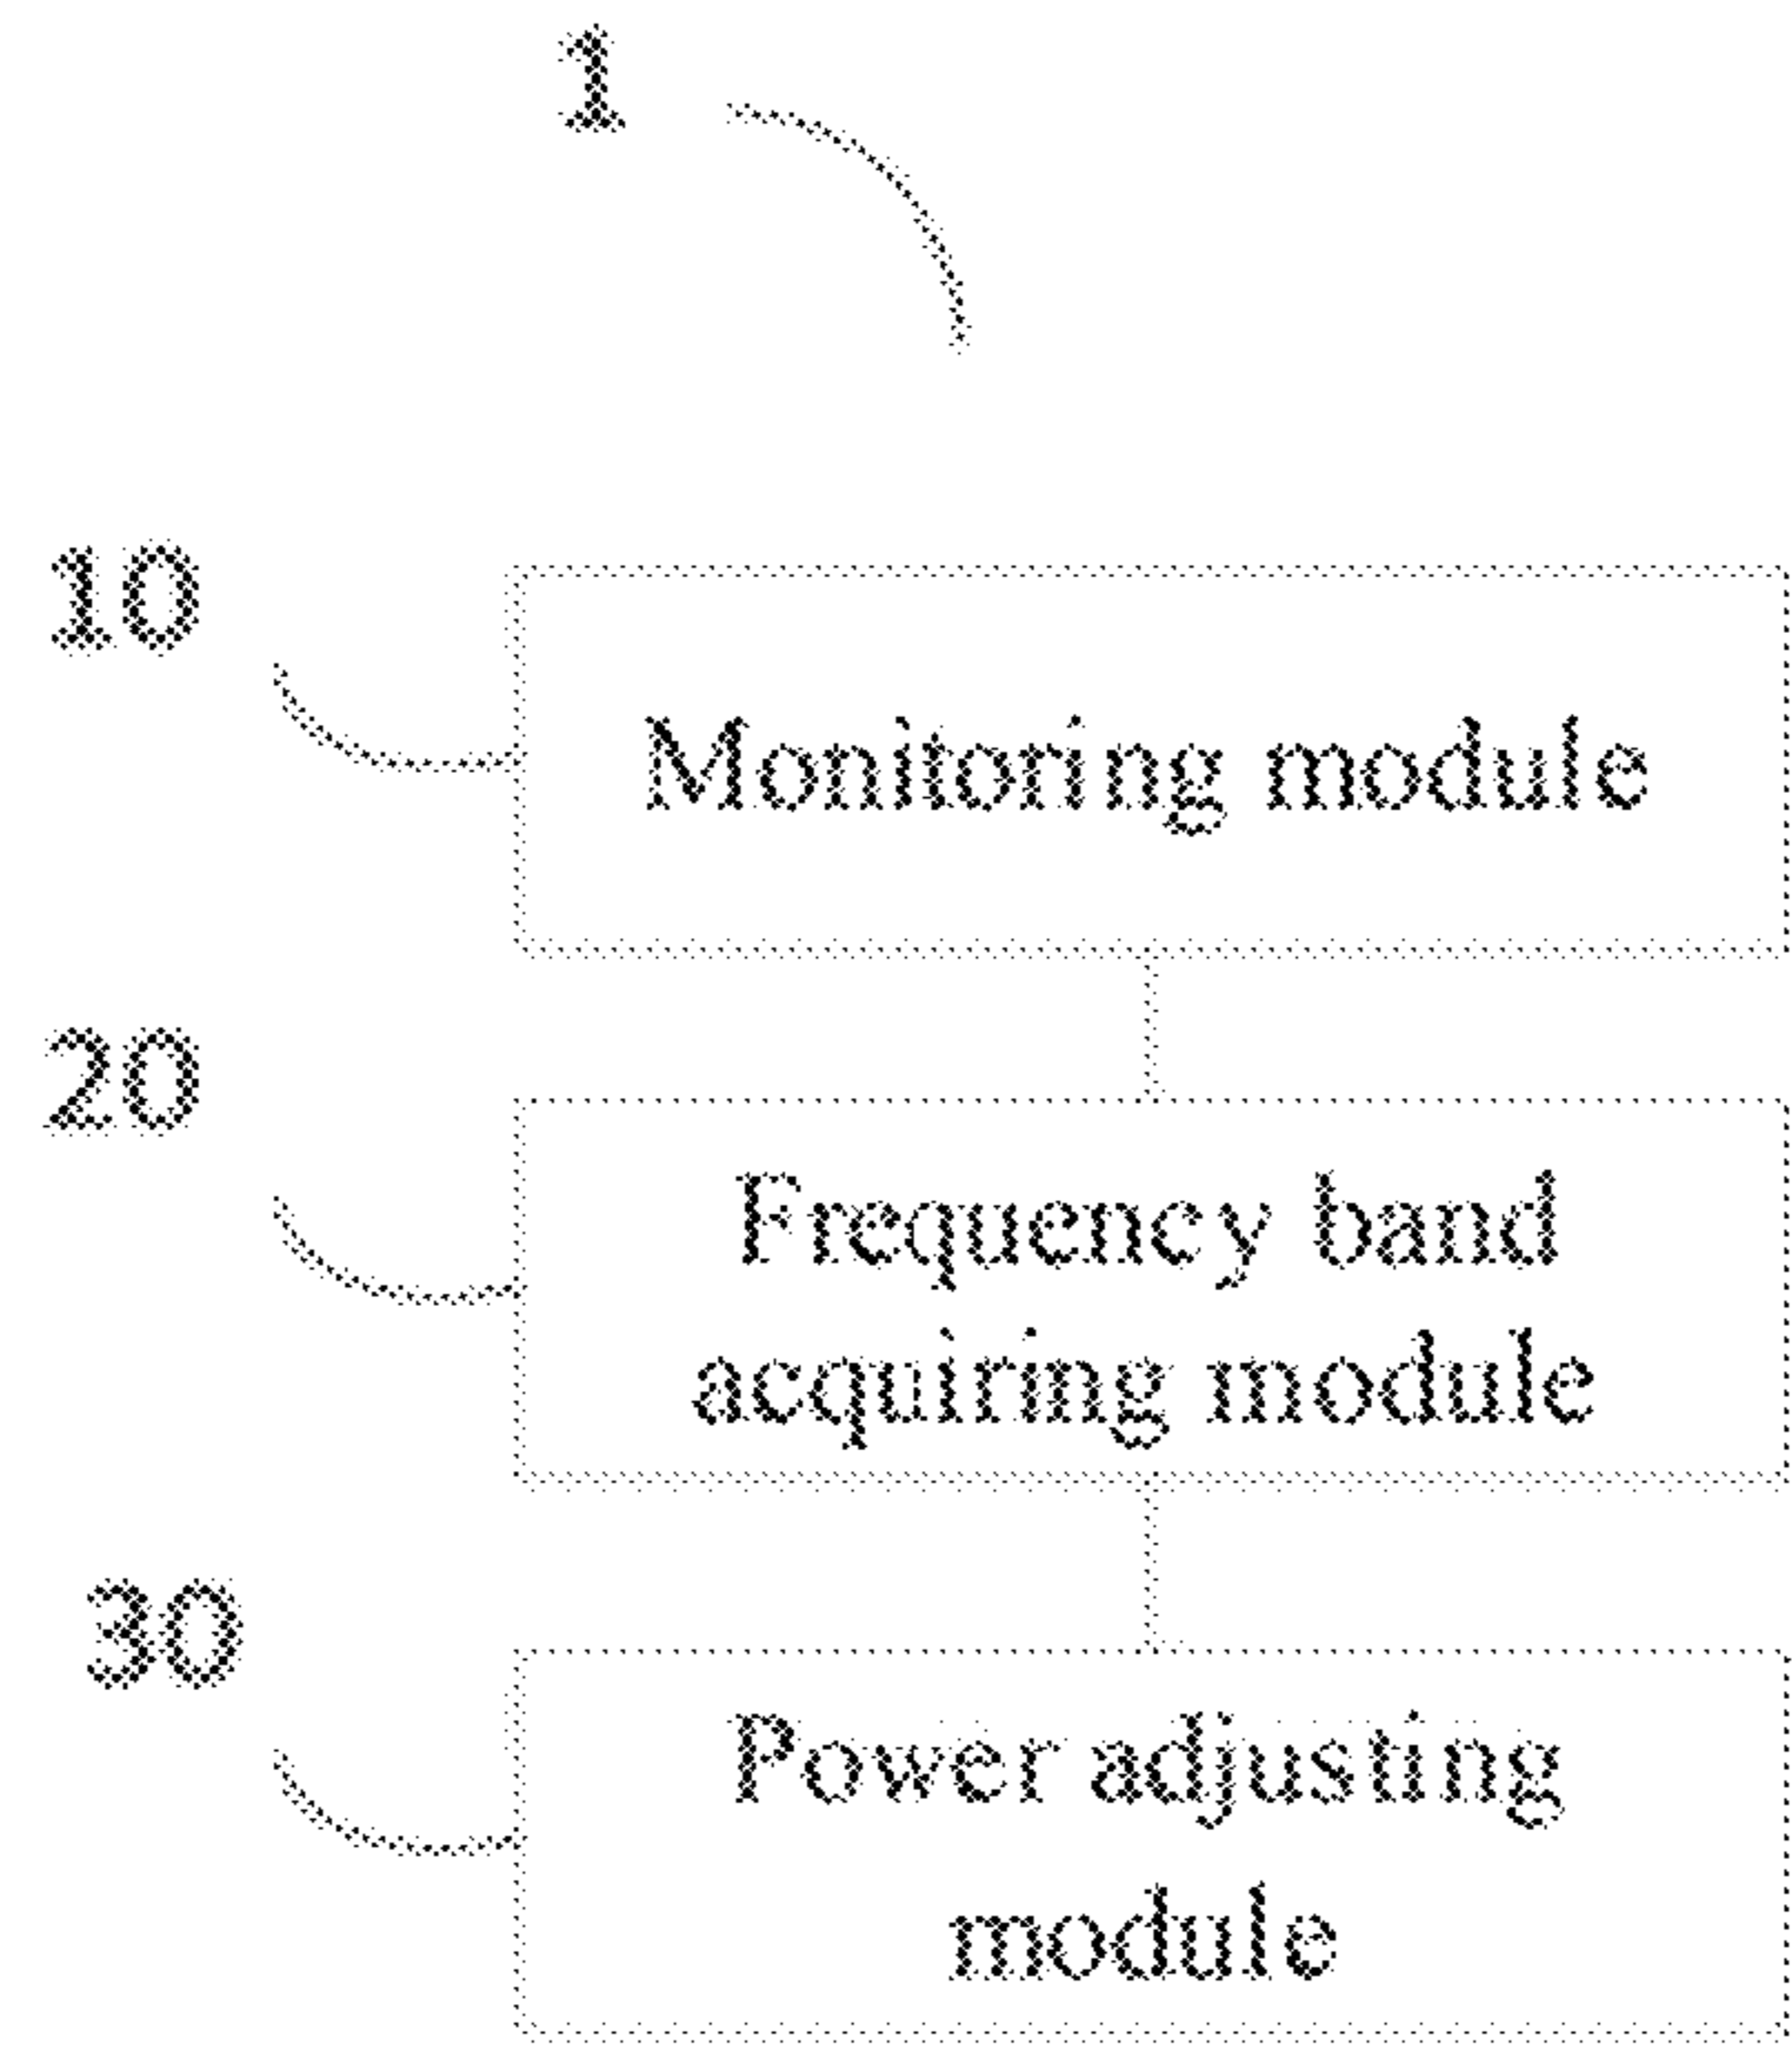 1
10
Monitoring module
20
Frequency band
acquiring module
30
Power adjusting
module